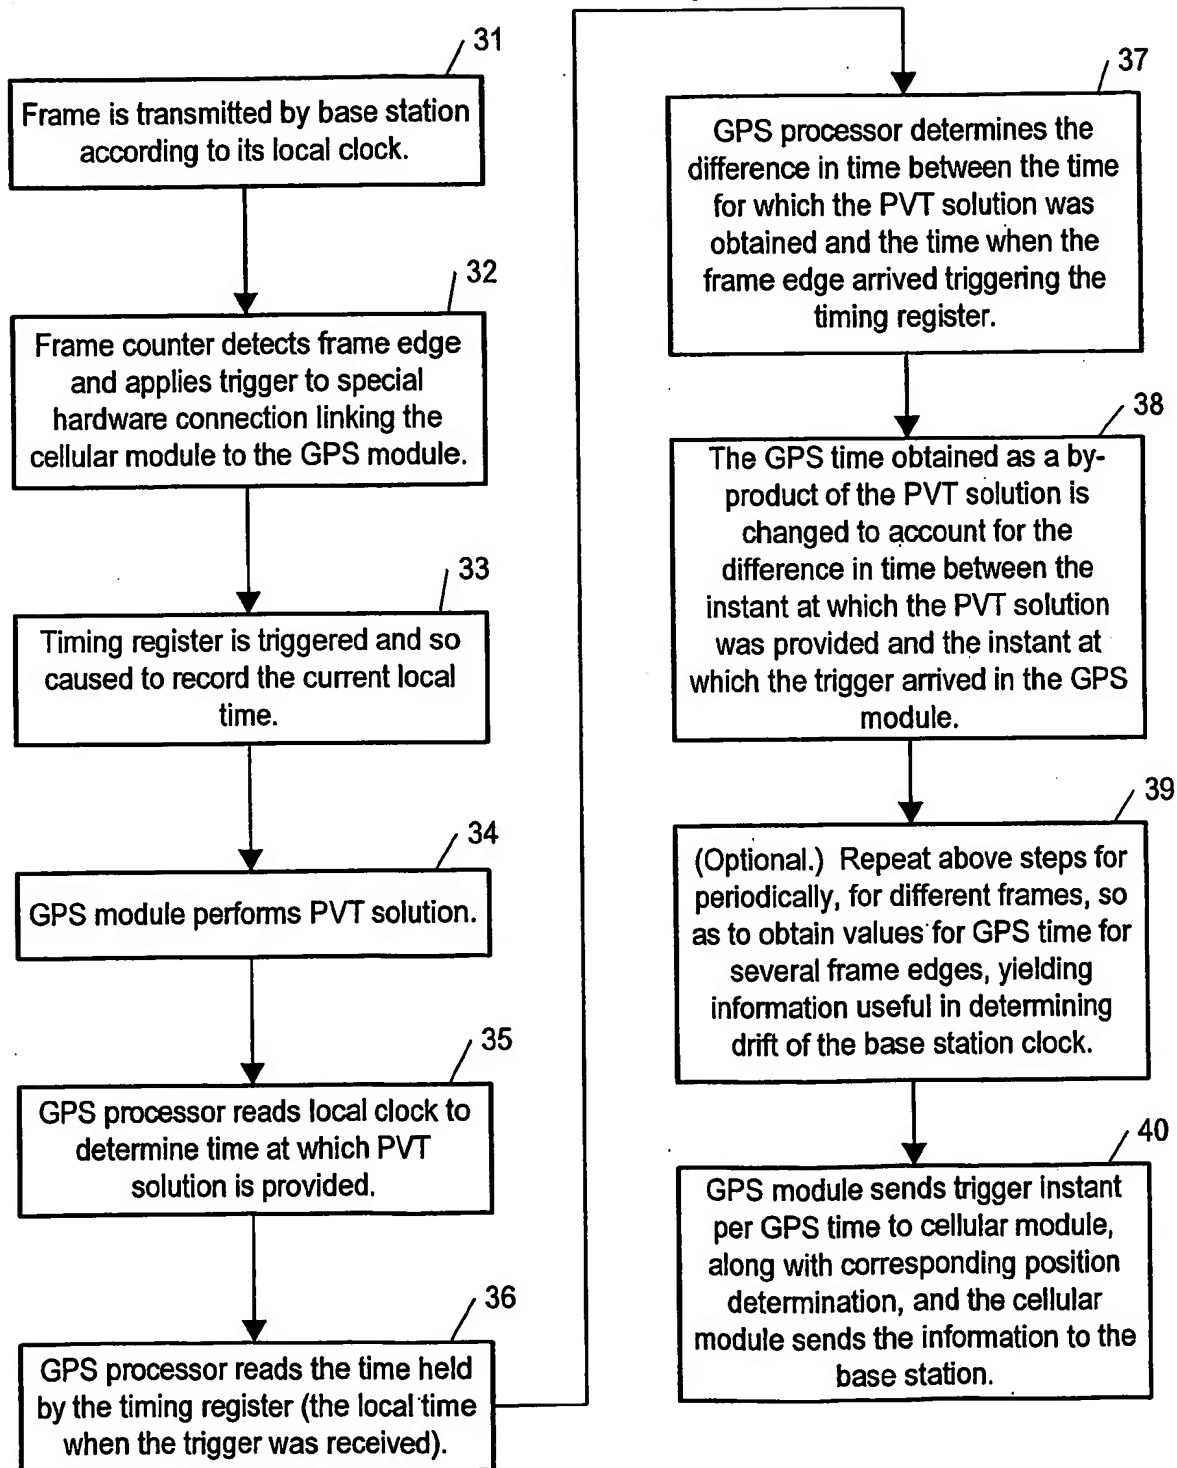 31
Frame is transmitted by base station
according to its local clock.
32
Frame counter detects frame edge
and applies trigger to special
hardware connection linking the
cellular module to the GPS module.
33
Timing register is triggered and so
caused to record the current local
time.
34
GPS module performs PVT solution.
35
GPS processor reads local clock to
determine time at which PVT
solution is provided.
36
GPS processor reads the time held
by the timing register (the local time
when the trigger was received).
37
GPS processor determines the
difference in time between the time
for which the PVT solution was
obtained and the time when the
frame edge arrived triggering the
timing register.
38
The GPS time obtained as a by-
product of the PVT solution is
changed to account for the
difference in time between the
instant at which the PVT solution
was provided and the instant at
which the trigger arrived in the GPS
module.
39
(Optional.) Repeat above steps for
periodically, for different frames, so
as to obtain values for GPS time for
several frame edges, yielding
information useful in determining
drift of the base station clock.
40
GPS module sends trigger instant
per GPS time to cellular module,
along with corresponding position
determination, and the cellular
module sends the information to the
base station.